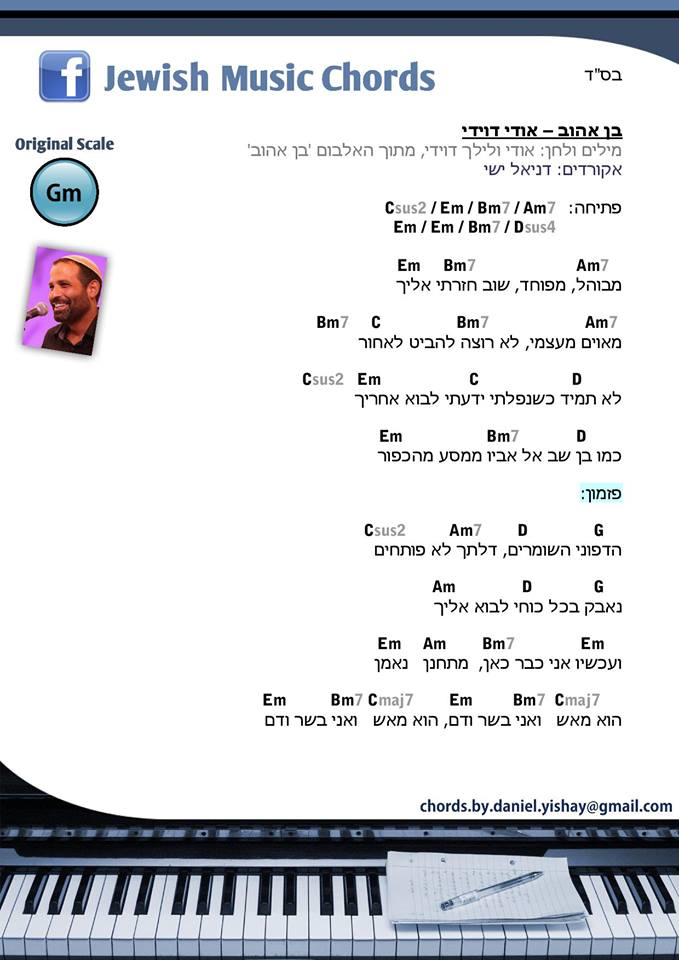 Jewish Music Chords
בס"ד
Original Scale
Gm
בן אהוב – אודי דוידי
מילים ולחן: אודי ולילך דוידי, מתוך האלבום 'בן אהוב'
אקורדים: דניאל ישי
פתיחה: Csus2 / Em / Bm7 / Am7
Em / Em / Bm7 / Dsus4
Em Bm7 Am7
מבוהל, מפוחד, שוב חזרתי אליך
Bm7 C Bm7 Am7
מאוים מעצמי, לא רוצה להביט לאחור
Csus2 Em C D
לא תמיד כשנפלתי ידעתי לבוא אחריך
Em Bm7 D
כמו בן שב אל אביו ממסע מהכפור
פזמון:
Csus2 Am7 D G
הדפוני השומרים, דלתך לא פותחים
Am D G
נאבק בכל כוחי לבוא אליך
Em Am Bm7 Em
ועכשיו אני כבר כאן, מתחנן נאמן
Em Bm7 Cmaj7 Em Bm7 Cmaj7
הוא מאש ואני בשר ודם, הוא מאש ואני בשר ודם
chords.by.daniel.yishay@gmail.com